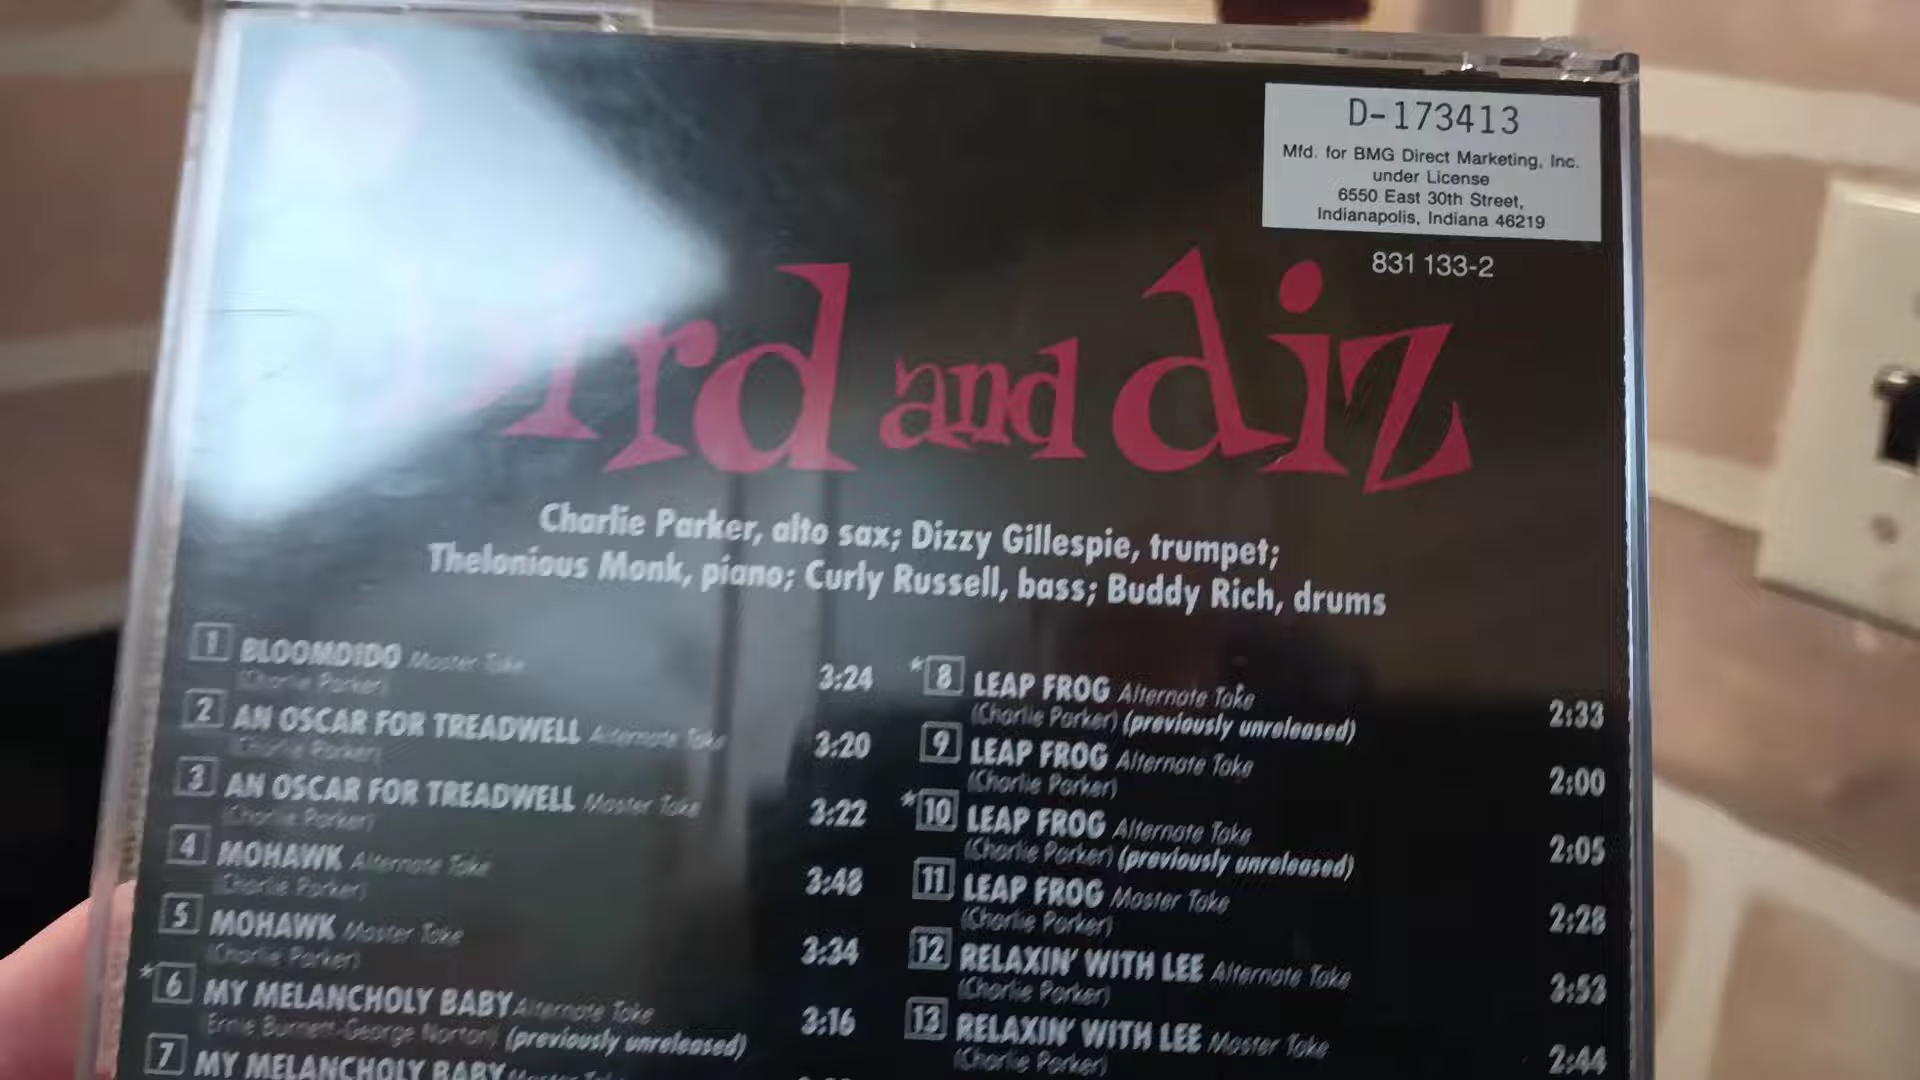 D-173413
Mfd. for BMG Direct Marketing, Inc.
under License
6550 East 30th Street,
Indianapolis, Indiana 46219
831 133-2
bird and diz
Charlie Parker, alto sax; Dizzy Gillespie, trumpet;
Thelonious Monk, piano; Curly Russell, bass; Buddy Rich, drums
1 BLOOMDIDO Master Take 3:24
(Charlie Parker)
2 AN OSCAR FOR TREADWELL Alternate Take 3:20
(Charlie Parker)
3 AN OSCAR FOR TREADWELL Master Take 3:22
(Charlie Parker)
4 MOHAWK Alternate Take 3:48
(Charlie Parker)
5 MOHAWK Master Take 3:34
(Charlie Parker)
*6 MY MELANCHOLY BABY Alternate Take 3:16
(Ernie Burnett-George Norton) (previously unreleased)
7 MY MELANCHOLY BABY Master Take
*8 LEAP FROG Alternate Take 2:33
(Charlie Parker) (previously unreleased)
9 LEAP FROG Alternate Take 2:00
(Charlie Parker)
*10 LEAP FROG Alternate Take 2:05
(Charlie Parker) (previously unreleased)
11 LEAP FROG Master Take 2:28
(Charlie Parker)
12 RELAXIN' WITH LEE Alternate Take 3:53
(Charlie Parker)
13 RELAXIN' WITH LEE Master Take 2:44
(Charlie Parker)